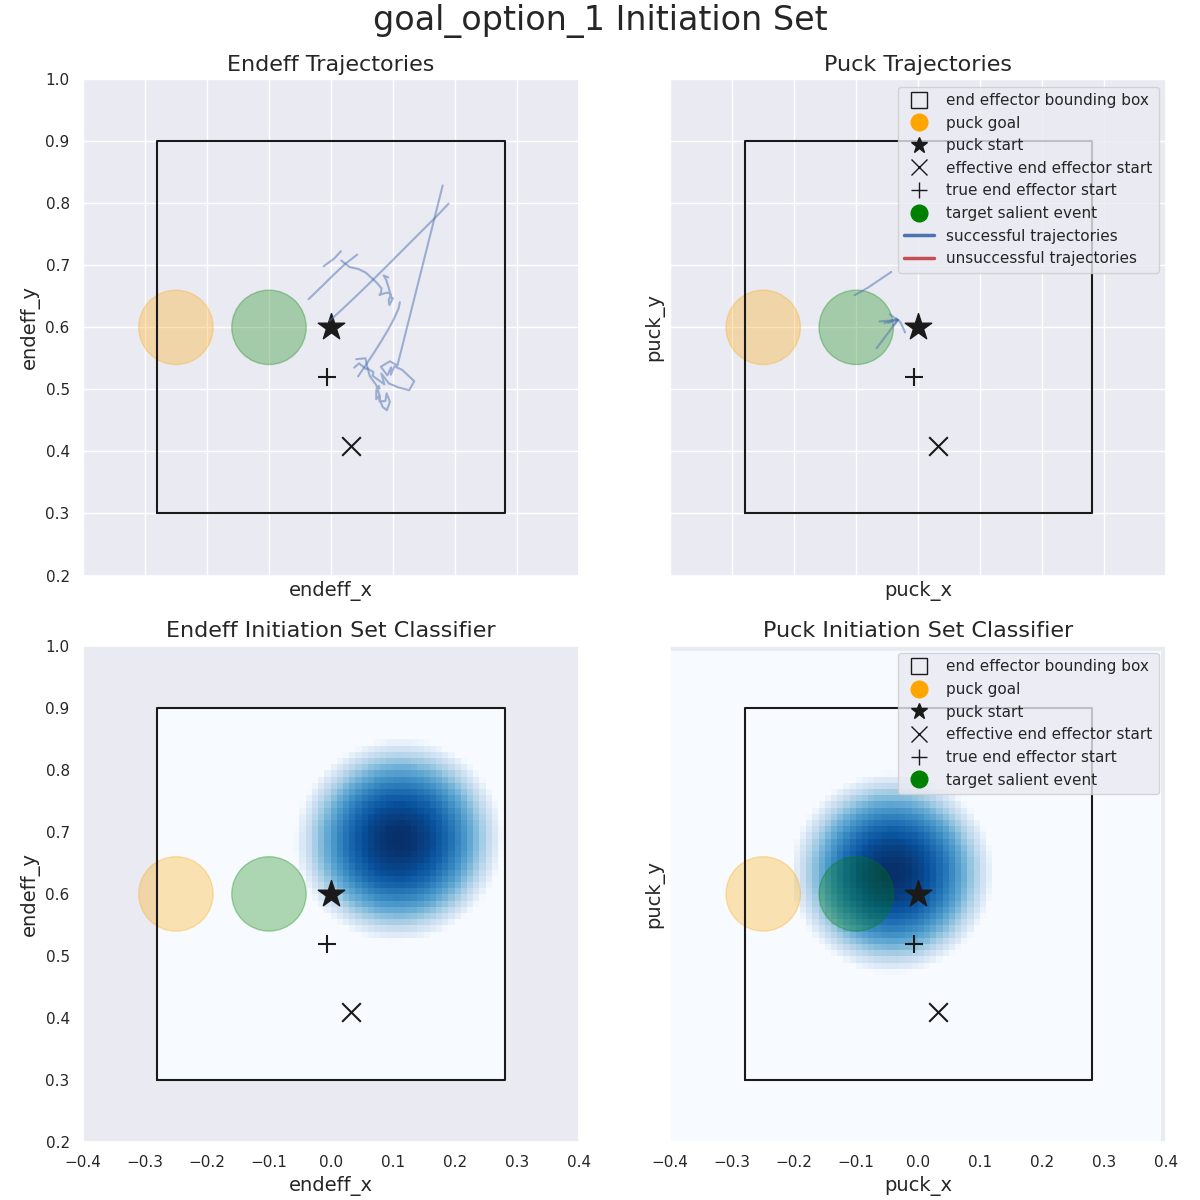 goal_option_1 Initiation Set
Endeff Trajectories
Puck Trajectories
1.0
0.9
0.8
0.7
0.6
0.5
0.4
0.3
0.2
endeff_y
endeff_x
puck_y
puck_x
end effector bounding box
puck goal
puck start
effective end effector start
true end effector start
target salient event
successful trajectories
unsuccessful trajectories
Endeff Initiation Set Classifier
Puck Initiation Set Classifier
1.0
0.9
0.8
0.7
0.6
0.5
0.4
0.3
0.2
endeff_y
−0.4 −0.3 −0.2 −0.1 0.0 0.1 0.2 0.3 0.4
endeff_x
puck_y
end effector bounding box
puck goal
puck start
effective end effector start
true end effector start
target salient event
−0.4 −0.3 −0.2 −0.1 0.0 0.1 0.2 0.3 0.4
puck_x